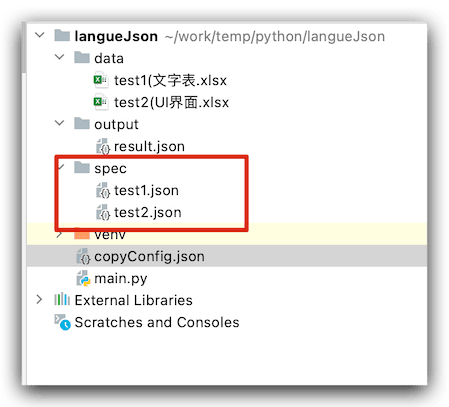 langueJson ~/work/temp/python/langueJson
data
test1(文字表.xlsx
test2(UI界面.xlsx
output
result.json
spec
test1.json
test2.json
venv
copyConfig.json
main.py
External Libraries
Scratches and Consoles